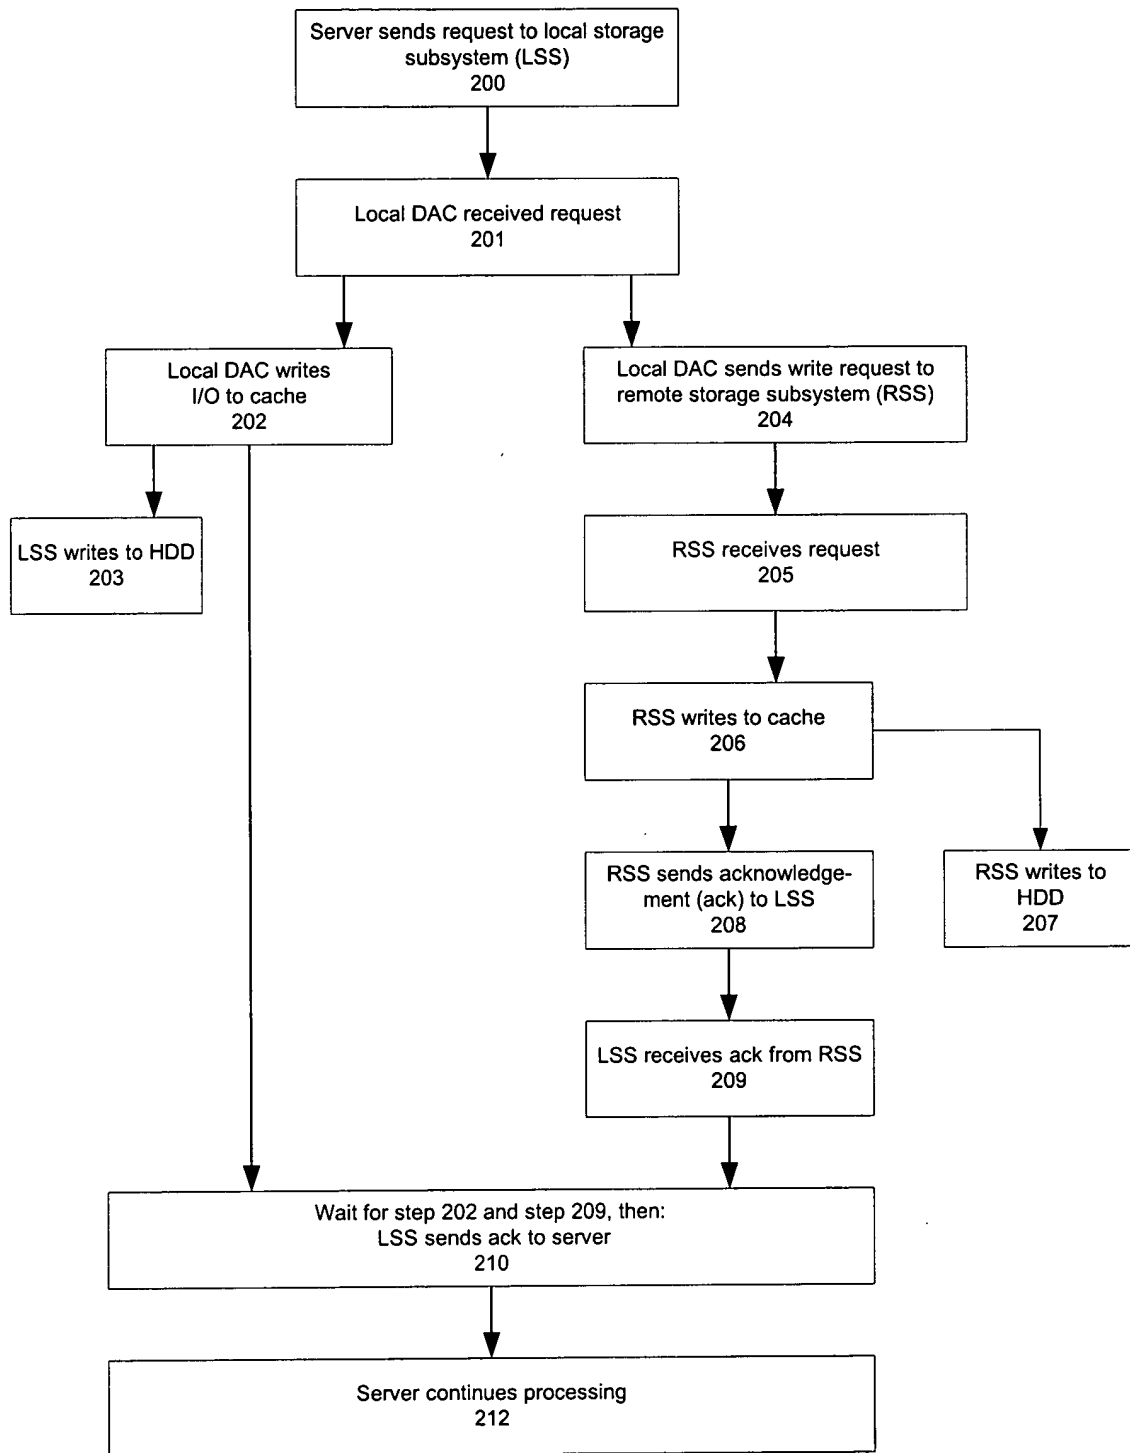 Server sends request to local storage
subsystem (LSS)
200
Local DAC received request
201
Local DAC writes
I/O to cache
202
Local DAC sends write request to
remote storage subsystem (RSS)
204
LSS writes to HDD
203
RSS receives request
205
RSS writes to cache
206
RSS sends acknowledge-
ment (ack) to LSS
208
RSS writes to
HDD
207
LSS receives ack from RSS
209
Wait for step 202 and step 209, then:
LSS sends ack to server
210
Server continues processing
212